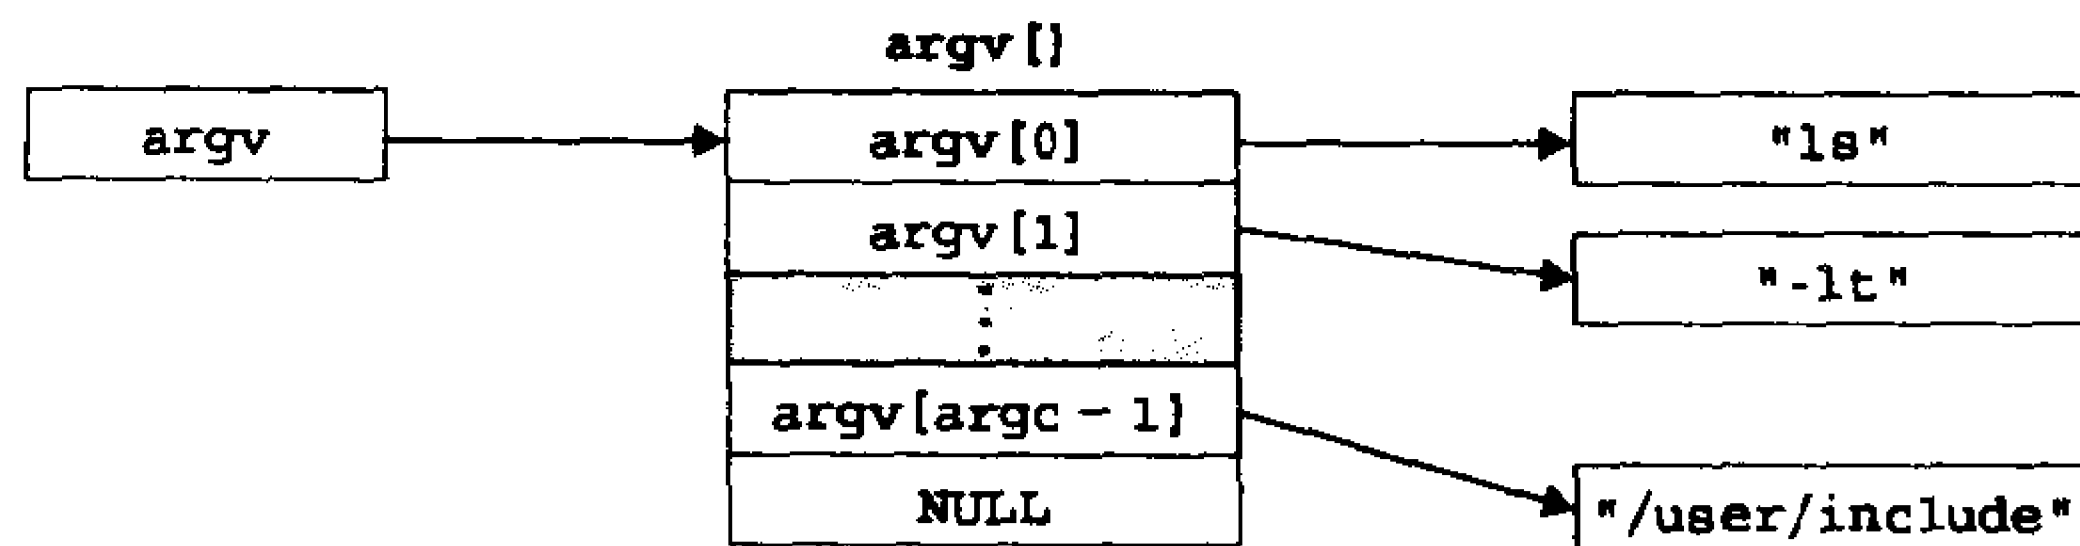 argv[]
argv
argv[0]
"ls"
argv[1]
"-lt"
argv[argc - 1]
NULL
"/user/include"